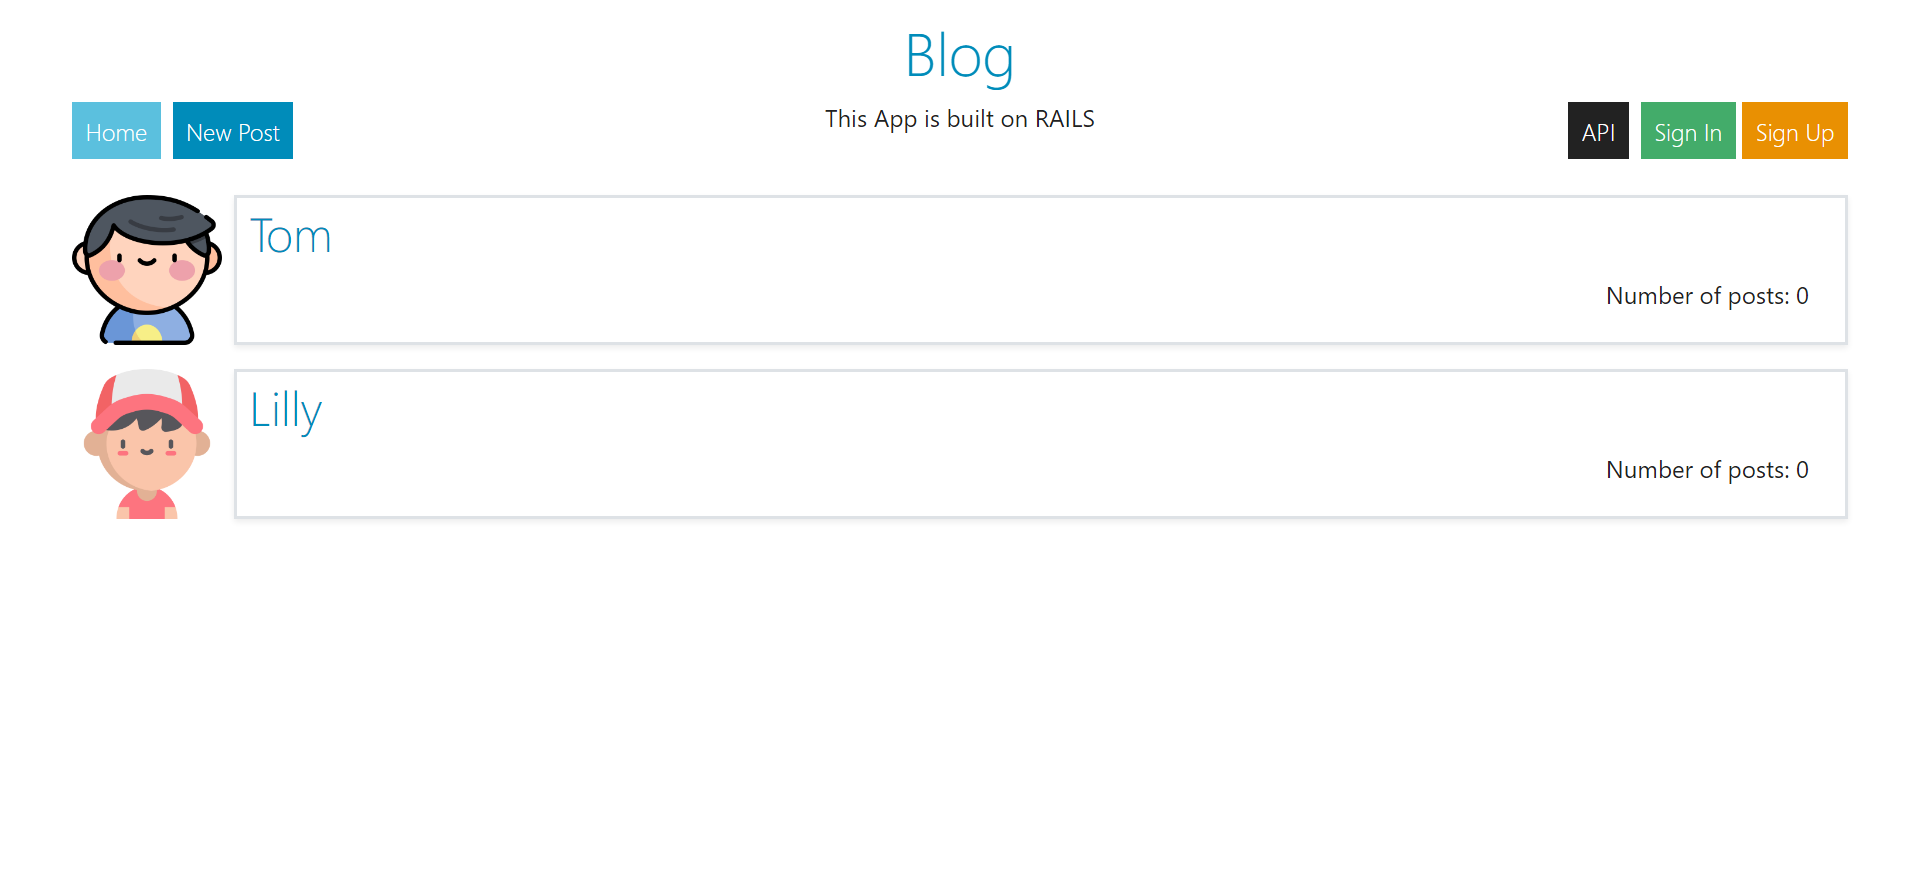 Blog
This App is built on RAILS
Home
New Post
API
Sign In
Sign Up
Tom
Number of posts: 0
Lilly
Number of posts: 0